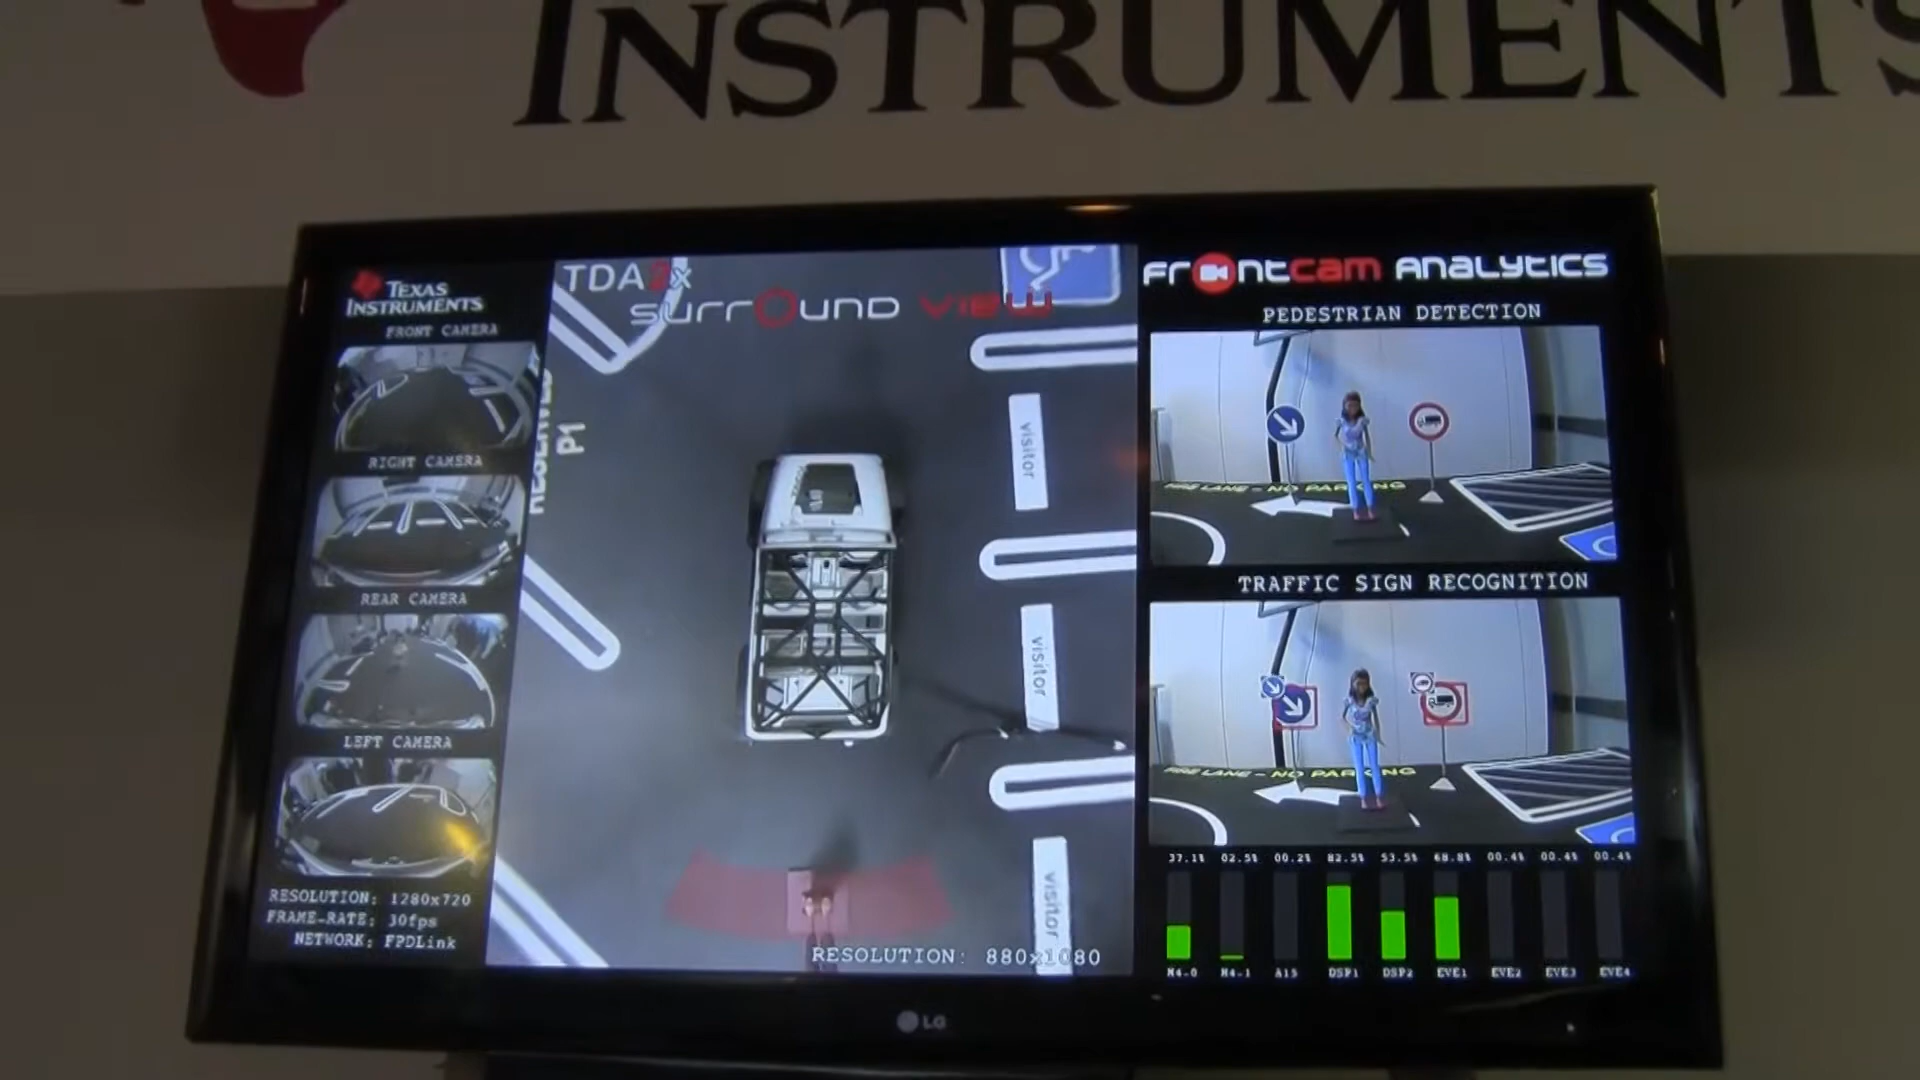 INSTRUMENTS
TEXAS
INSTRUMENTS
FRONT CAMERA
RIGHT CAMERA
REAR CAMERA
LEFT CAMERA
RESOLUTION: 1280x720
FRAME-RATE: 30fps
NETWORK: FPDLink
TDA2x
surround view
RESERVED
P1
visitor
visitor
visitor
RESOLUTION: 880x1080
frontcam analytics
PEDESTRIAN DETECTION
FIRE LANE - NO PARKING
TRAFFIC SIGN RECOGNITION
FIRE LANE - NO PARKING
37.1% 02.5% 00.2% 82.5% 53.5% 68.8% 00.4% 00.4% 00.4%
M4-0 M4-1 A15 DSP1 DSP2 EVE1 EVE2 EVE3 EVE4
LG